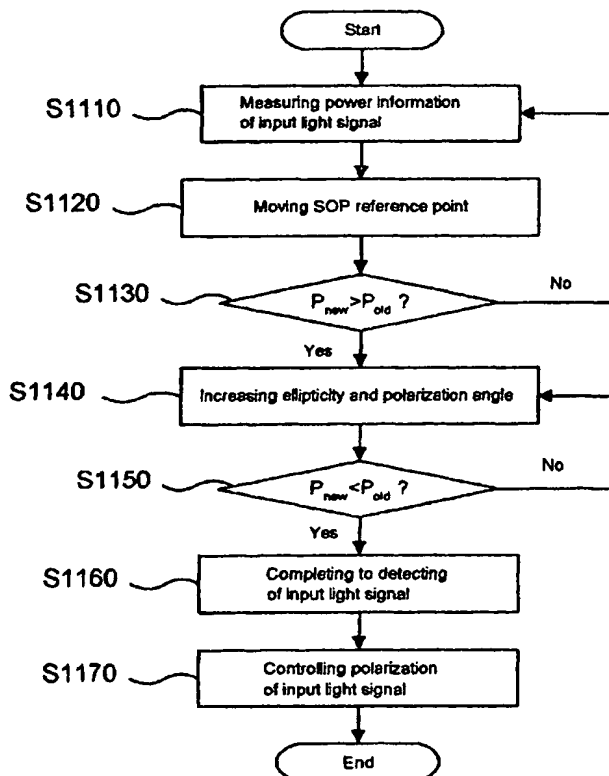 Start
S1110
Measuring power information
of input light signal
S1120
Moving SOP reference point
S1130
P_new>P_old ?
No
Yes
S1140
Increasing ellipticity and polarization angle
S1150
P_new<P_old ?
No
Yes
S1160
Completing to detecting
of input light signal
S1170
Controlling polarization
of input light signal
End